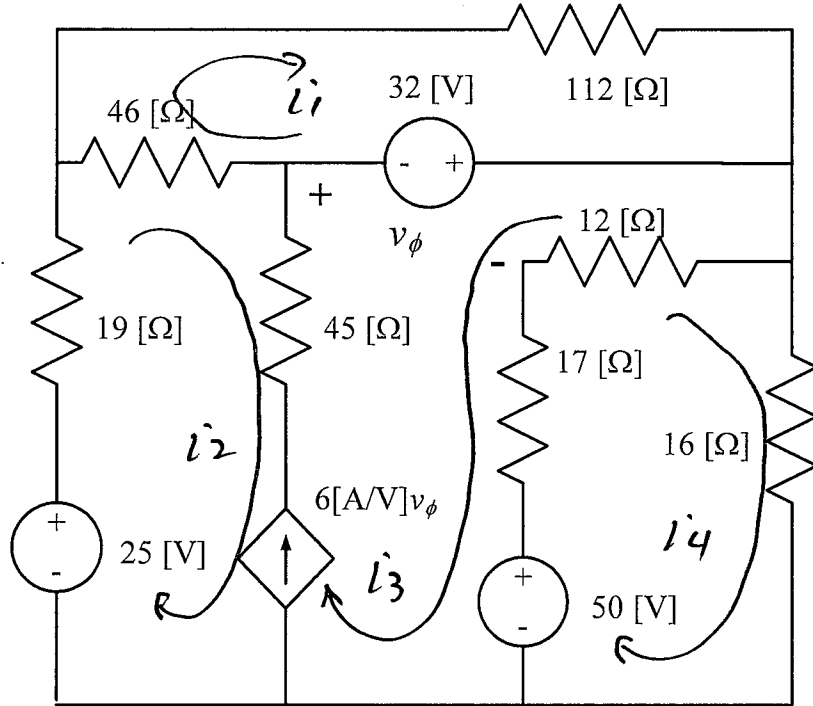 112 [Ω]
32 [V]
46 [Ω]
i1
- +
+
vϕ
12 [Ω]
-
19 [Ω]
45 [Ω]
17 [Ω]
i2
16 [Ω]
6[A/V]vϕ
+
-
25 [V]
i3
i4
+
-
50 [V]